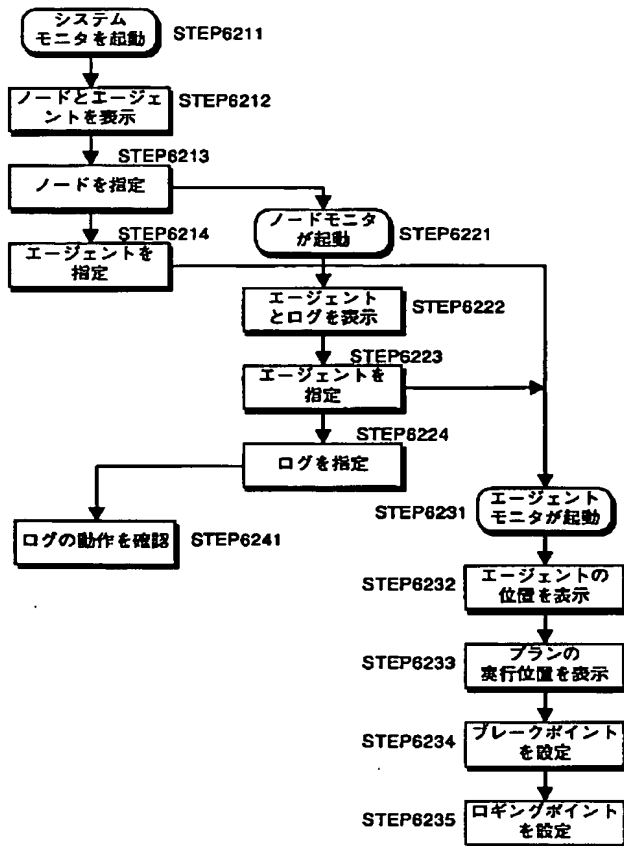 システム
モニタを起動
STEP6211
ノードとエージェ
ントを表示
STEP6212
STEP6213
ノードを指定
STEP6214
エージェントを
指定
ノードモニタ
が起動
STEP6221
エージェント
とログを表示
STEP6222
STEP6223
エージェントを
指定
STEP6224
ログを指定
ログの動作を確認
STEP6241
STEP6231
エージェント
モニタが起動
STEP6232
エージェントの
位置を表示
STEP6233
プランの
実行位置を表示
STEP6234
ブレークポイント
を設定
STEP6235
ロギングポイント
を設定